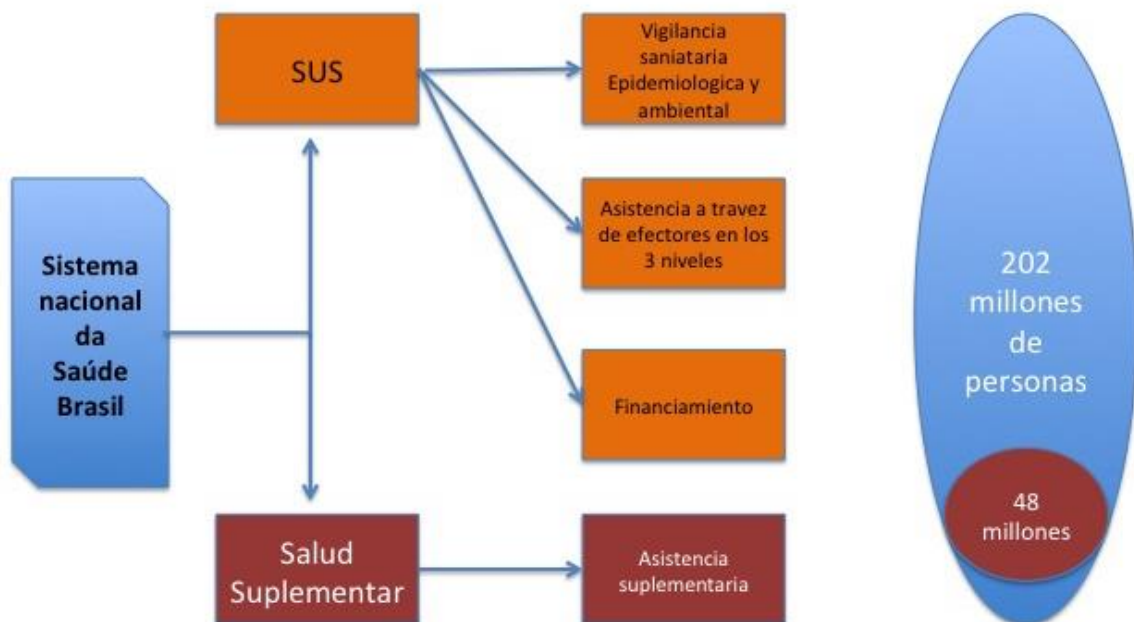 SUS
Vigilancia
saniataria
Epidemiologica y
ambiental
Sistema
nacional
da
Saúde
Brasil
Asistencia a travez
de efectores en los
3 niveles
Financiamiento
Salud
Suplementar
Asistencia
suplementaria
202
millones
de
personas
48
millones